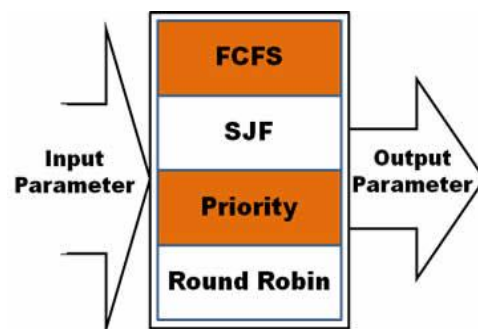 Input
Parameter
FCFS
SJF
Priority
Round Robin
Output
Parameter